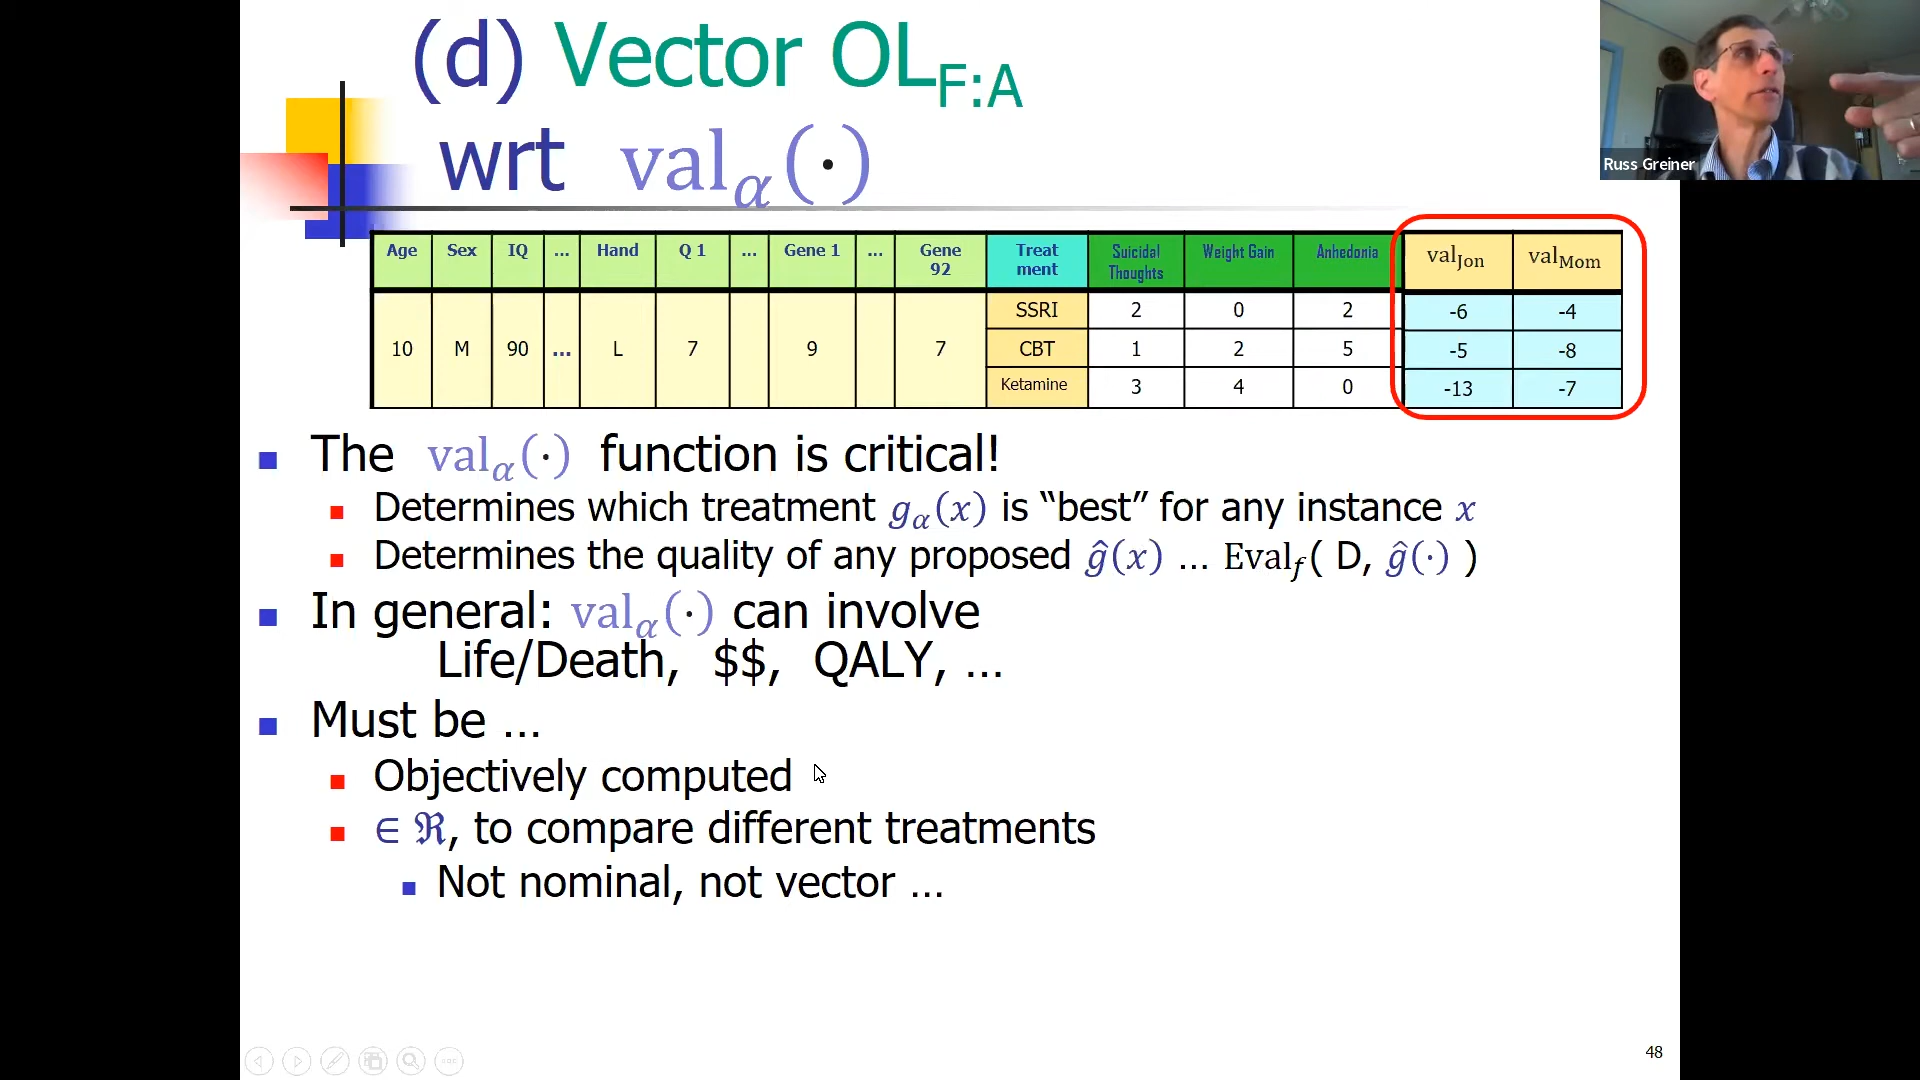 (d) Vector OL_F:A
wrt val_α(·)
Russ Greiner
Age Sex IQ ... Hand Q 1 ... Gene 1 ... Gene 92 Treat ment Suicidal Thoughts Weight Gain Anhedonia val_Jon val_Mom
10 M 90 ... L 7 9 7
SSRI 2 0 2 -6 -4
CBT 1 2 5 -5 -8
Ketamine 3 4 0 -13 -7
The val_α(·) function is critical!
Determines which treatment g_α(x) is “best” for any instance x
Determines the quality of any proposed ĝ(x) ... Eval_f( D, ĝ(·) )
In general: val_α(·) can involve
Life/Death, $$, QALY, ...
Must be ...
Objectively computed
∈ ℜ, to compare different treatments
Not nominal, not vector ...
48